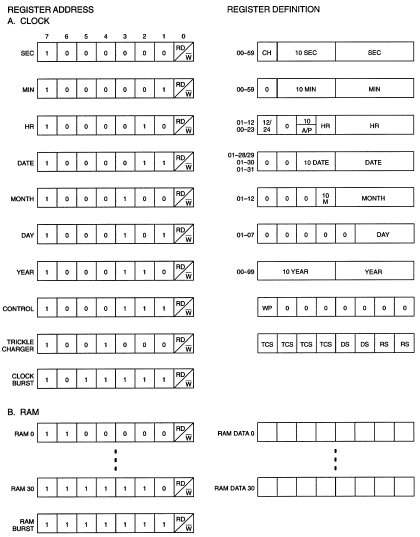 REGISTER ADDRESS
REGISTER DEFINITION
A. CLOCK
7 6 5 4 3 2 1 0
SEC 1 0 0 0 0 0 0 RD/W 00–59 CH 10 SEC SEC
MIN 1 0 0 0 0 0 1 RD/W 00–59 0 10 MIN MIN
HR 1 0 0 0 0 1 0 RD/W 01–12 00–23 12/24 0 10 A/P HR HR
DATE 1 0 0 0 0 1 1 RD/W 01–28/29 01–30 01–31 0 0 10 DATE DATE
MONTH 1 0 0 0 1 0 0 RD/W 01–12 0 0 0 10 M MONTH
DAY 1 0 0 0 1 0 1 RD/W 01–07 0 0 0 0 0 DAY
YEAR 1 0 0 0 1 1 0 RD/W 00–99 10 YEAR YEAR
CONTROL 1 0 0 0 1 1 1 RD/W WP 0 0 0 0 0 0 0
TRICKLE CHARGER 1 0 0 1 0 0 0 RD/W TCS TCS TCS TCS DS DS RS RS
CLOCK BURST 1 0 1 1 1 1 1 RD/W
B. RAM
RAM 0 1 1 0 0 0 0 0 RD/W RAM DATA 0
RAM 30 1 1 1 1 1 1 0 RD/W RAM DATA 30
RAM BURST 1 1 1 1 1 1 1 RD/W